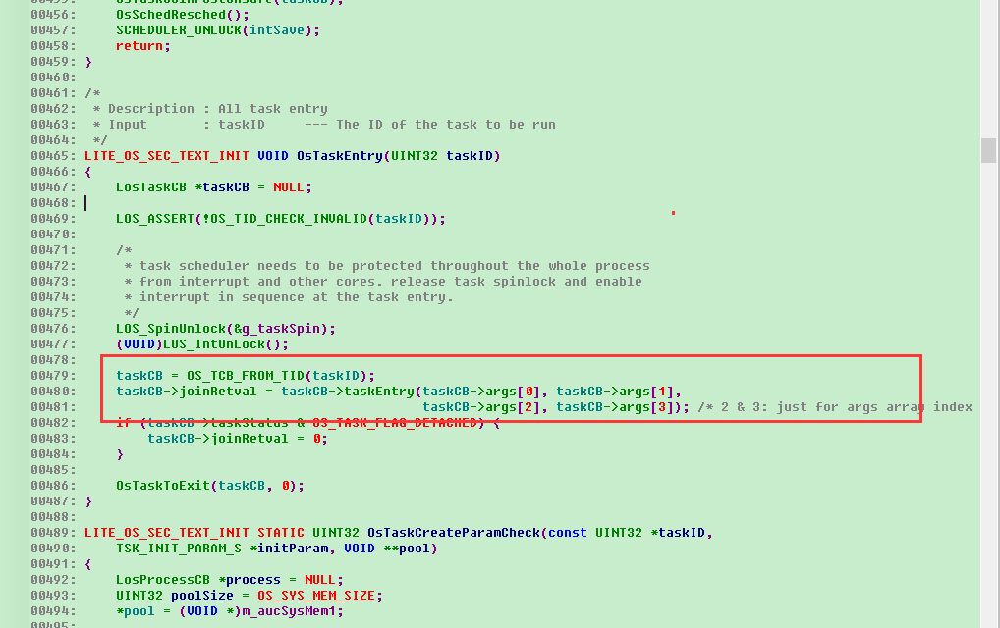 00455:     OsTaskJoinPostUnsafe(taskCB);
00456:     OsSchedResched();
00457:     SCHEDULER_UNLOCK(intSave);
00458:     return;
00459: }
00460:
00461: /*
00462:  * Description : All task entry
00463:  * Input       : taskID     --- The ID of the task to be run
00464:  */
00465: LITE_OS_SEC_TEXT_INIT VOID OsTaskEntry(UINT32 taskID)
00466: {
00467:     LosTaskCB *taskCB = NULL;
00468:
00469:     LOS_ASSERT(!OS_TID_CHECK_INVALID(taskID));
00470:
00471:     /*
00472:      * task scheduler needs to be protected throughout the whole process
00473:      * from interrupt and other cores. release task spinlock and enable
00474:      * interrupt in sequence at the task entry.
00475:      */
00476:     LOS_SpinUnlock(&g_taskSpin);
00477:     (VOID)LOS_IntUnLock();
00478:
00479:     taskCB = OS_TCB_FROM_TID(taskID);
00480:     taskCB->joinRetval = taskCB->taskEntry(taskCB->args[0], taskCB->args[1],
00481:                                            taskCB->args[2], taskCB->args[3]); /* 2 & 3: just for args array index
00482:     if (taskCB->taskStatus & OS_TASK_FLAG_DETACHED) {
00483:         taskCB->joinRetval = 0;
00484:     }
00485:
00486:     OsTaskToExit(taskCB, 0);
00487: }
00488:
00489: LITE_OS_SEC_TEXT_INIT STATIC UINT32 OsTaskCreateParamCheck(const UINT32 *taskID,
00490:     TSK_INIT_PARAM_S *initParam, VOID **pool)
00491: {
00492:     LosProcessCB *process = NULL;
00493:     UINT32 poolSize = OS_SYS_MEM_SIZE;
00494:     *pool = (VOID *)m_aucSysMem1;
00495: